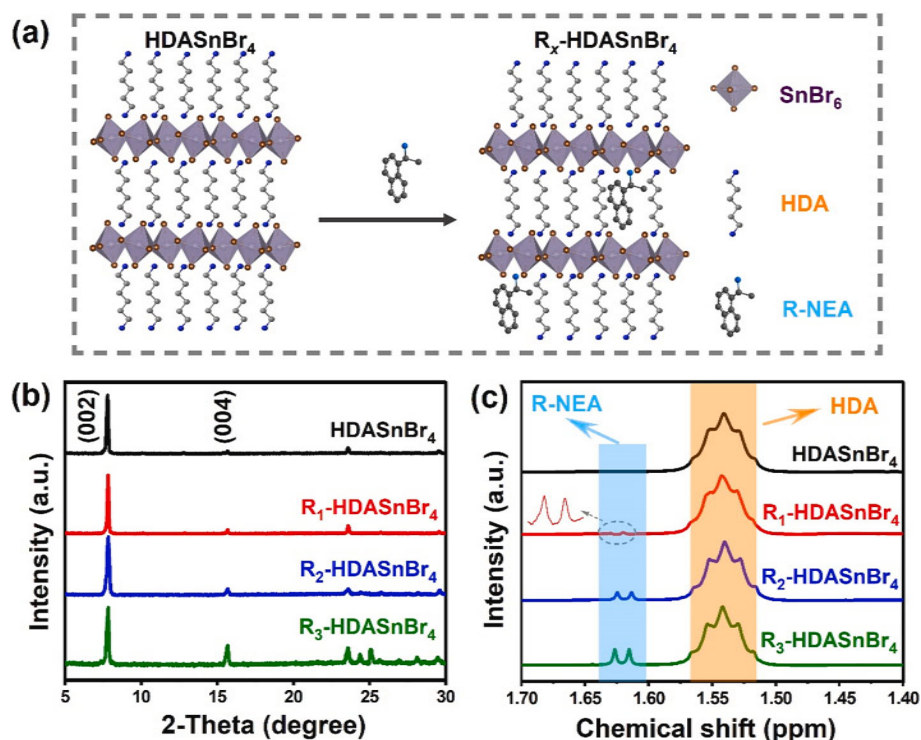 (a)
HDASnBr₄
Rₓ-HDASnBr₄
SnBr₆
HDA
R-NEA
(b)
(002)
(004)
HDASnBr₄
R₁-HDASnBr₄
R₂-HDASnBr₄
R₃-HDASnBr₄
Intensity (a.u.)
5 10 15 20 25 30
2-Theta (degree)
(c)
R-NEA
HDA
HDASnBr₄
R₁-HDASnBr₄
R₂-HDASnBr₄
R₃-HDASnBr₄
Intensity (a.u.)
1.70 1.65 1.60 1.55 1.50 1.45 1.40
Chemical shift (ppm)